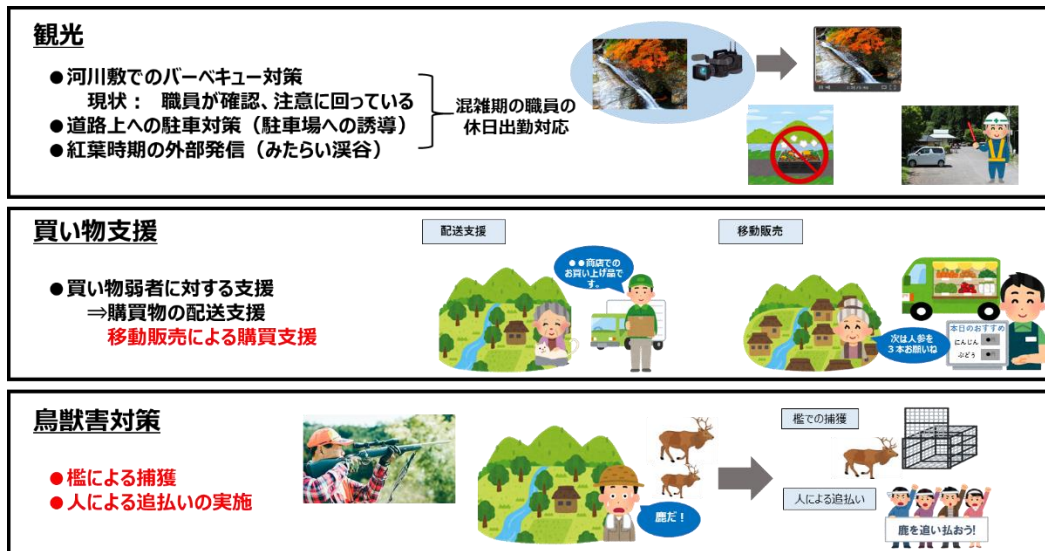 観光
●河川敷でのバーベキュー対策
現状： 職員が確認、注意に回っている
●道路上への駐車対策（駐車場への誘導）
●紅葉時期の外部発信（みたらい渓谷）
混雑期の職員の
休日出勤対応
買い物支援
●買い物弱者に対する支援
⇒購買物の配送支援
移動販売による購買支援
配送支援
●●商店での
お買い上げ品で
す。
移動販売
次は人参を
３本お願いね
本日のおすすめ
にんじん
ぶどう
鳥獣害対策
●檻による捕獲
●人による追払いの実施
鹿だ！
檻での捕獲
人による追払い
鹿を追い払おう!